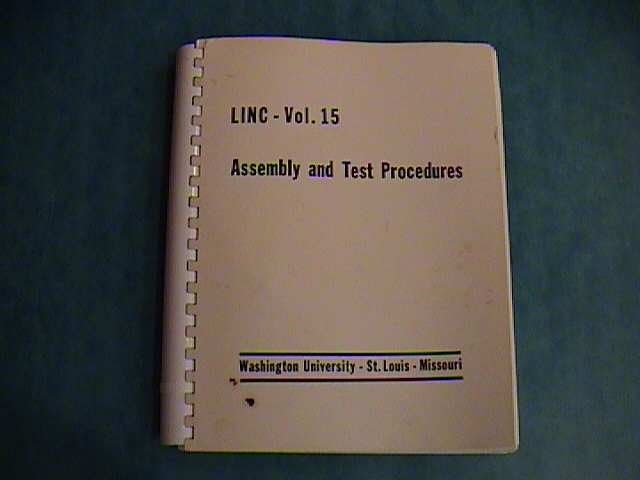 LINC - Vol. 15
Assembly and Test Procedures
Washington University - St. Louis - Missouri